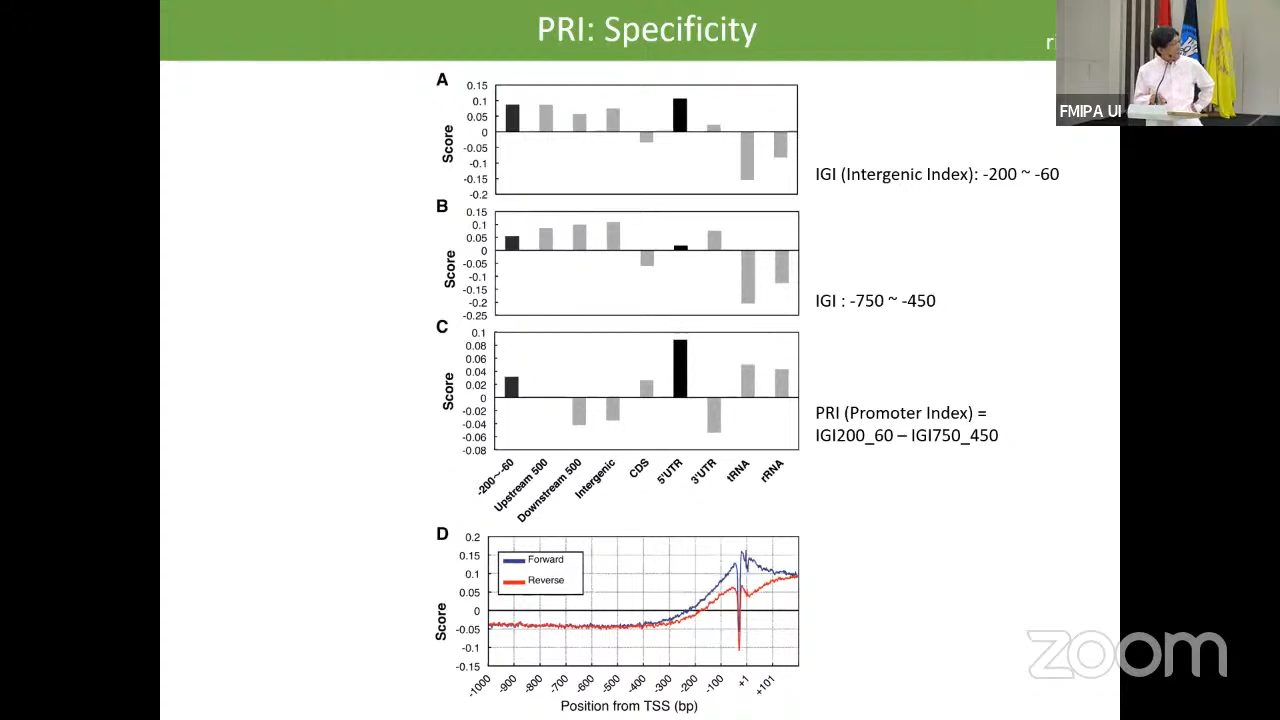 PRI: Specificity
ri
FMIPA UI
A
0.15
0.1
0.05
0
-0.05
-0.1
-0.15
-0.2
Score
IGI (Intergenic Index): -200 ~ -60
B
0.15
0.1
0.05
0
-0.05
-0.1
-0.15
-0.2
-0.25
Score
IGI : -750 ~ -450
C
0.1
0.08
0.06
0.04
0.02
0
-0.02
-0.04
-0.06
-0.08
Score
PRI (Promoter Index) =
IGI200_60 – IGI750_450
-200~-60
Upstream 500
Downstream 500
Intergenic
CDS
5'UTR
3'UTR
tRNA
rRNA
D
0.2
0.15
0.1
0.05
0
-0.05
-0.1
-0.15
Score
Forward
Reverse
-1000
-900
-800
-700
-600
-500
-400
-300
-200
-100
+1
+101
Position from TSS (bp)
zoom